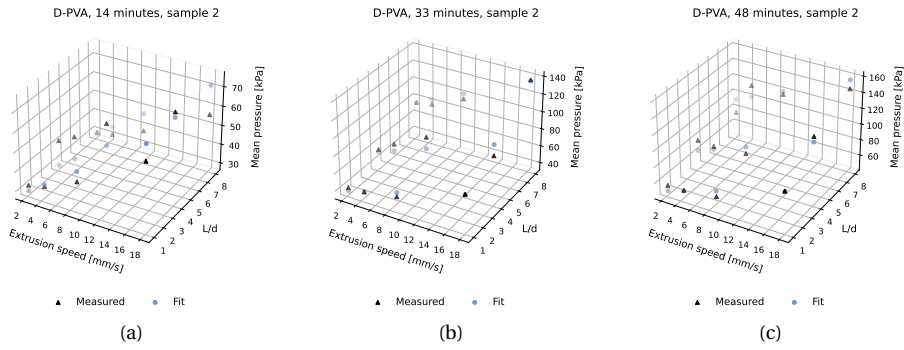 D-PVA, 14 minutes, sample 2
70
60
50
40
30
Mean pressure [kPa]
2 4 6 8 10 12 14 16 18
Extrusion speed [mm/s]
1 2 3 4 5 6 7 8
L/d
Measured Fit
(a)
D-PVA, 33 minutes, sample 2
140
120
100
80
60
40
Mean pressure [kPa]
2 4 6 8 10 12 14 16 18
Extrusion speed [mm/s]
1 2 3 4 5 6 7 8
L/d
Measured Fit
(b)
D-PVA, 48 minutes, sample 2
160
140
120
100
80
60
Mean pressure [kPa]
2 4 6 8 10 12 14 16 18
Extrusion speed [mm/s]
1 2 3 4 5 6 7 8
L/d
Measured Fit
(c)